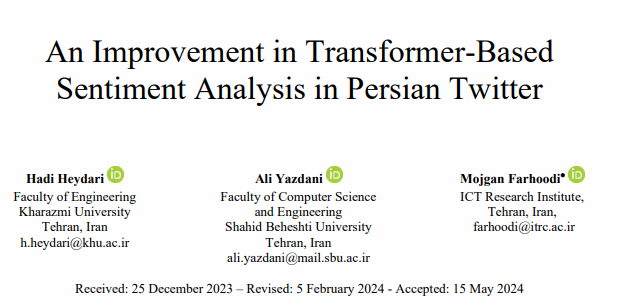 An Improvement in Transformer-Based
Sentiment Analysis in Persian Twitter
Hadi Heydari iD
Faculty of Engineering
Kharazmi University
Tehran, Iran
h.heydari@khu.ac.ir
Ali Yazdani iD
Faculty of Computer Science
and Engineering
Shahid Beheshti University
Tehran, Iran
ali.yazdani@mail.sbu.ac.ir
Mojgan Farhoodi* iD
ICT Research Institute,
Tehran, Iran,
farhoodi@itrc.ac.ir
Received: 25 December 2023 – Revised: 5 February 2024 - Accepted: 15 May 2024